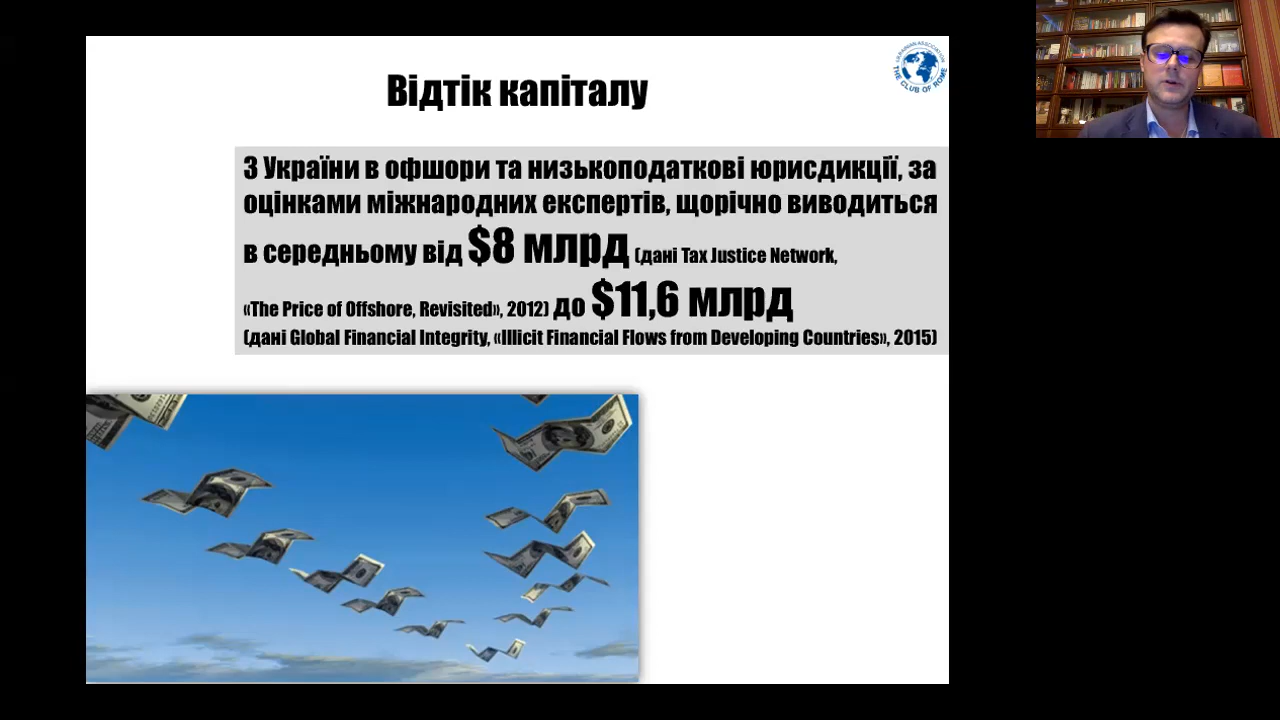 Відтік капіталу
UKRAINIAN ASSOCIATION
THE CLUB OF ROME
З України в офшори та низькоподаткові юрисдикції, за
оцінками міжнародних експертів, щорічно виводиться
в середньому від $8 млрд (дані Tax Justice Network,
«The Price of Offshore, Revisited», 2012) до $11,6 млрд
(дані Global Financial Integrity, «Illicit Financial Flows from Developing Countries», 2015)